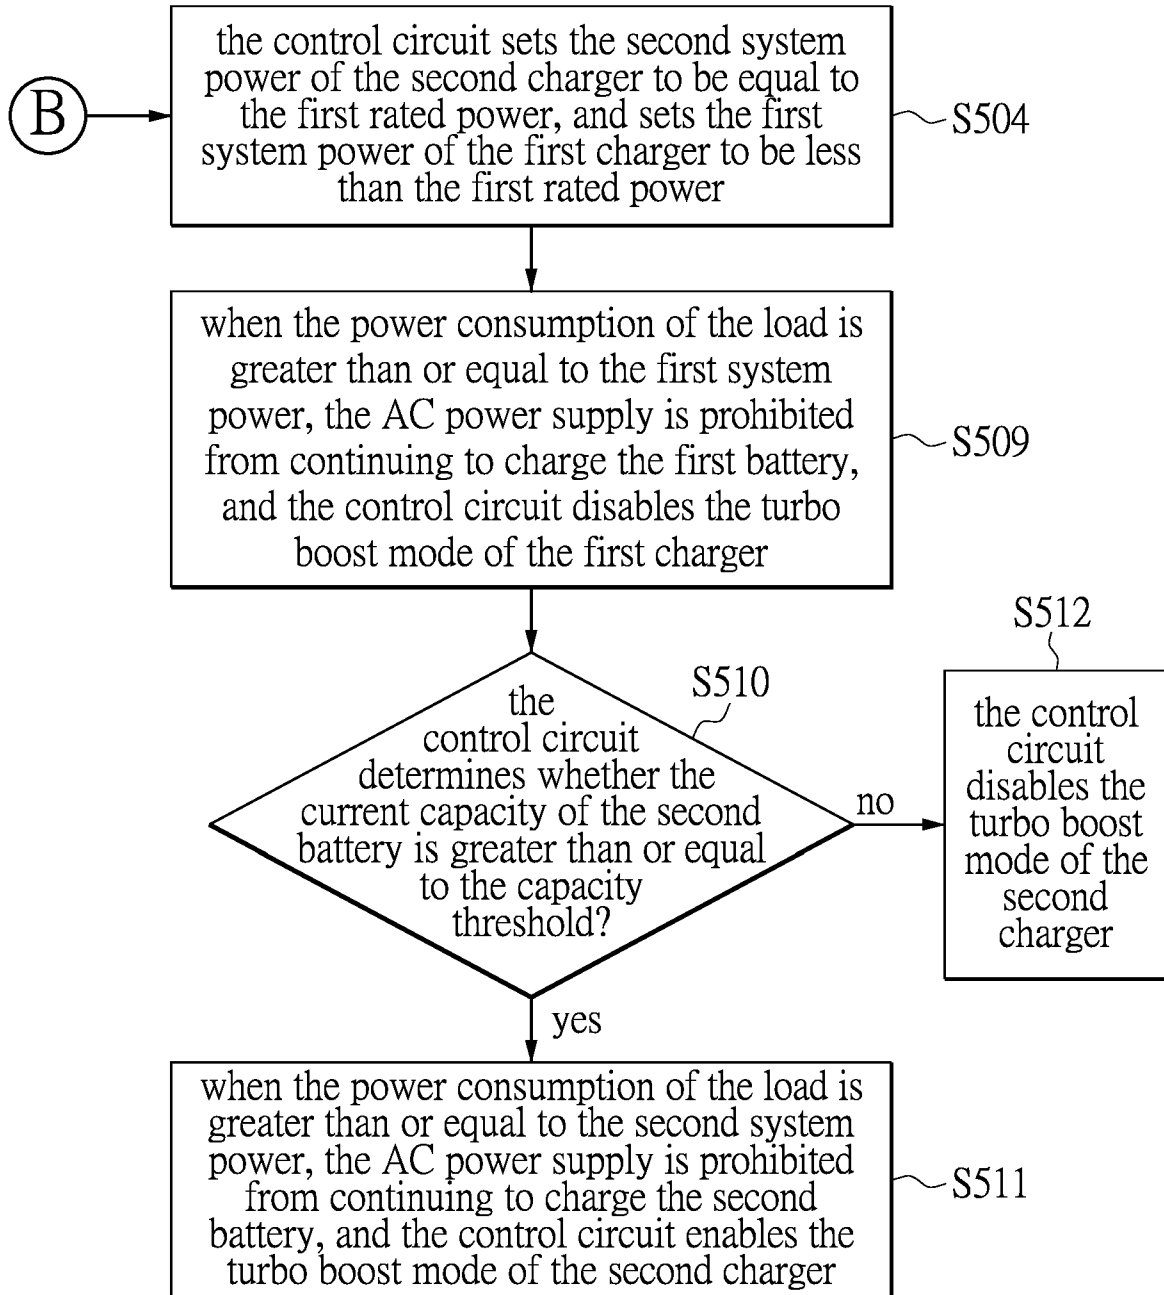 the control circuit sets the second system
power of the second charger to be equal to
the first rated power, and sets the first
system power of the first charger to be less
than the first rated power
B
S504
when the power consumption of the load is
greater than or equal to the first system
power, the AC power supply is prohibited
from continuing to charge the first battery,
and the control circuit disables the turbo
boost mode of the first charger
S509
the
control circuit
determines whether the
current capacity of the second
battery is greater than or equal
to the capacity
threshold?
S510
no
S512
the control
circuit
disables the
turbo boost
mode of the
second
charger
yes
when the power consumption of the load is
greater than or equal to the second system
power, the AC power supply is prohibited
from continuing to charge the second
battery, and the control circuit enables the
turbo boost mode of the second charger
S511